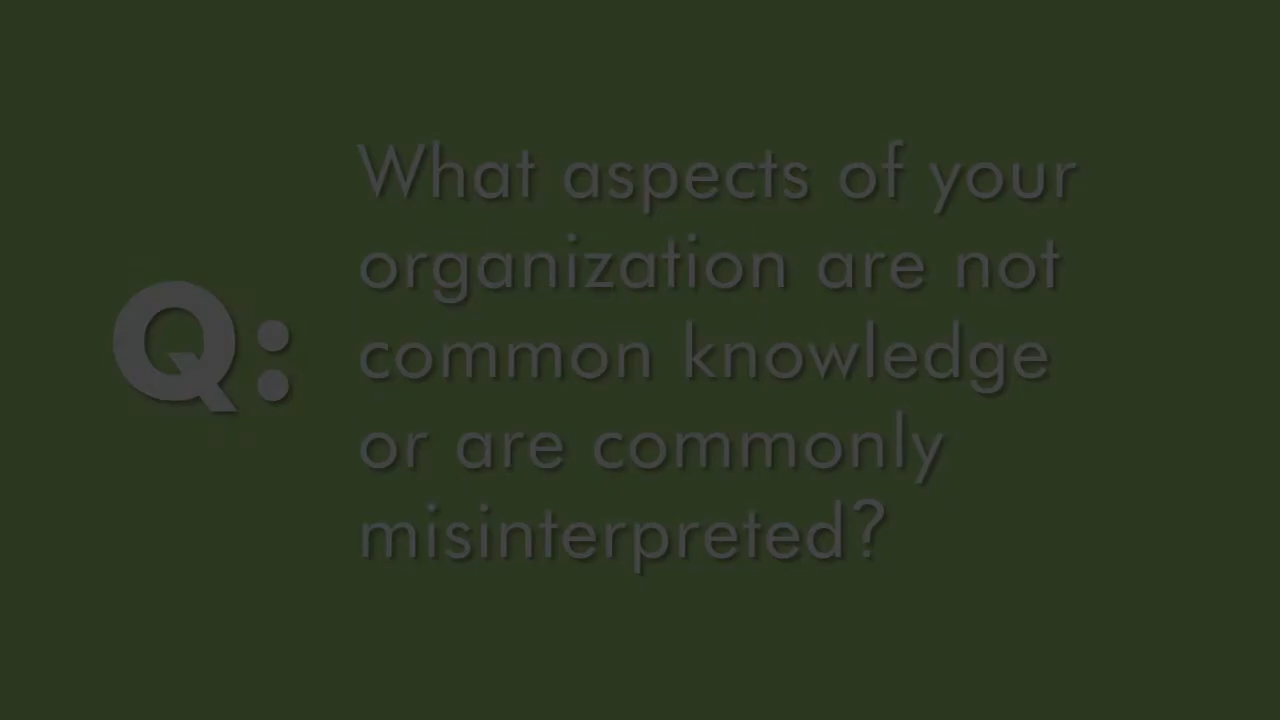 Q:
What aspects of your
organization are not
common knowledge
or are commonly
misinterpreted?